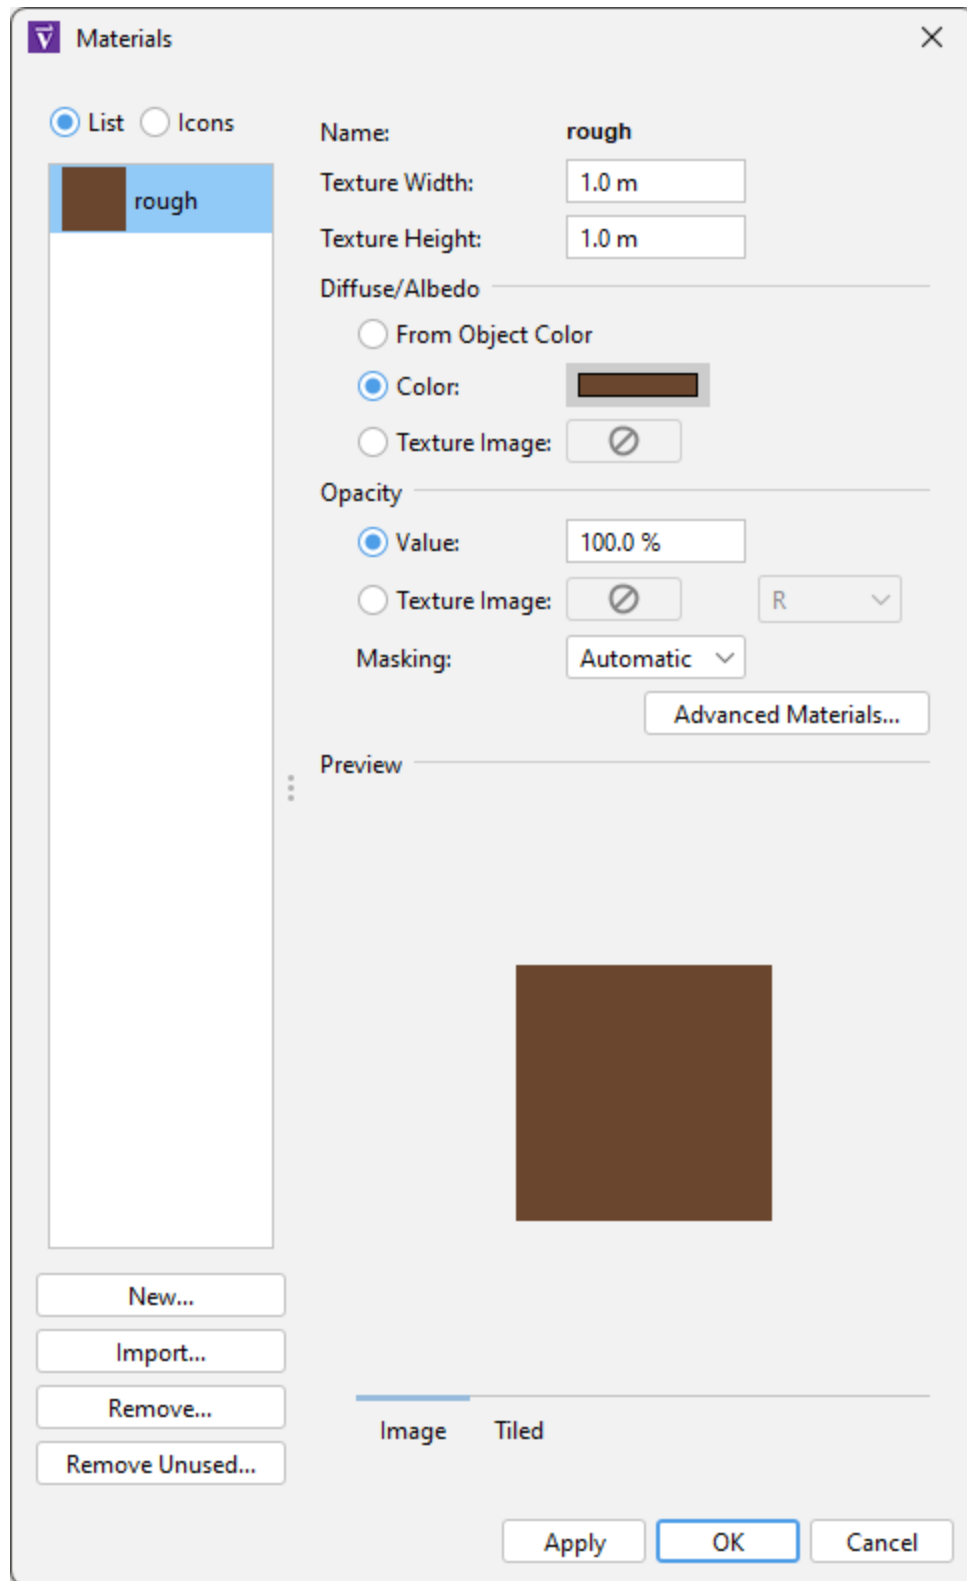 Materials
List Icons
rough
Name: rough
Texture Width: 1.0 m
Texture Height: 1.0 m
Diffuse/Albedo
From Object Color
Color:
Texture Image:
Opacity
Value: 100.0 %
Texture Image: R
Masking: Automatic
Advanced Materials...
Preview
New...
Import...
Remove...
Remove Unused...
Image Tiled
Apply OK Cancel